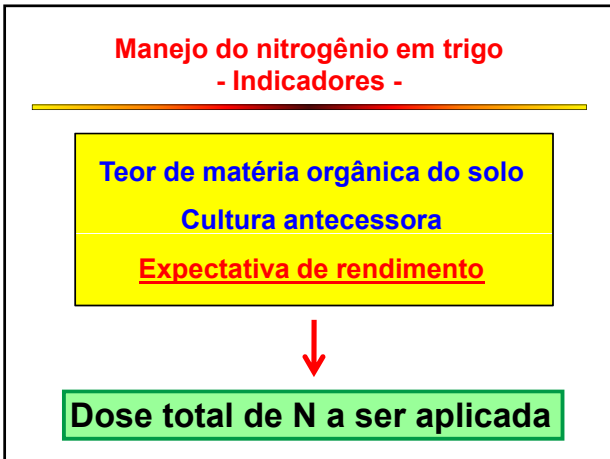 Manejo do nitrogênio em trigo
- Indicadores -
Teor de matéria orgânica do solo
Cultura antecessora
Expectativa de rendimento
Dose total de N a ser aplicada